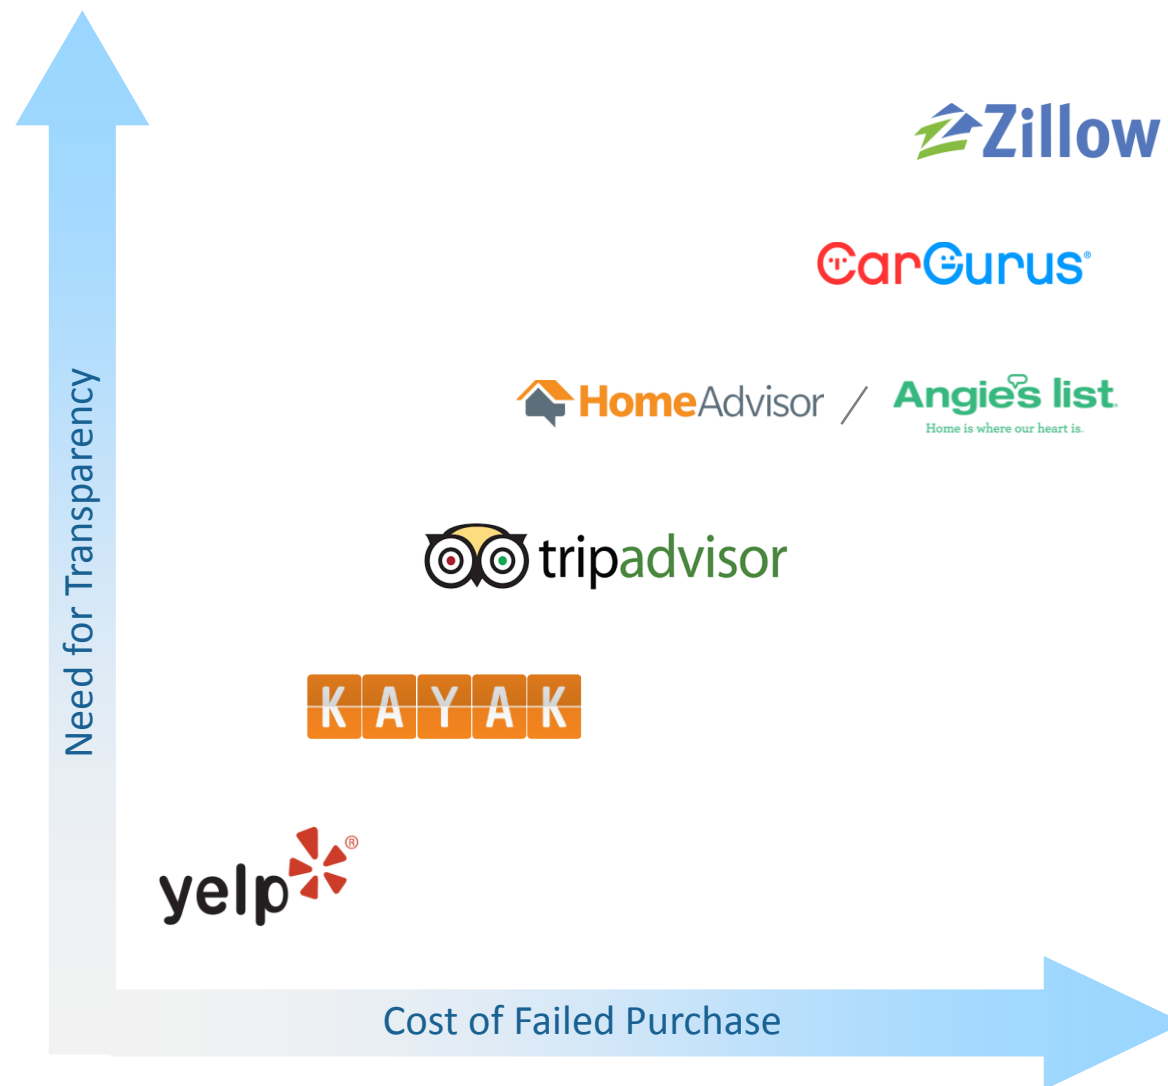 Zillow
CarGurus®
HomeAdvisor / Angie's list.
Home is where our heart is.
tripadvisor
KAYAK
yelp®
Need for Transparency
Cost of Failed Purchase